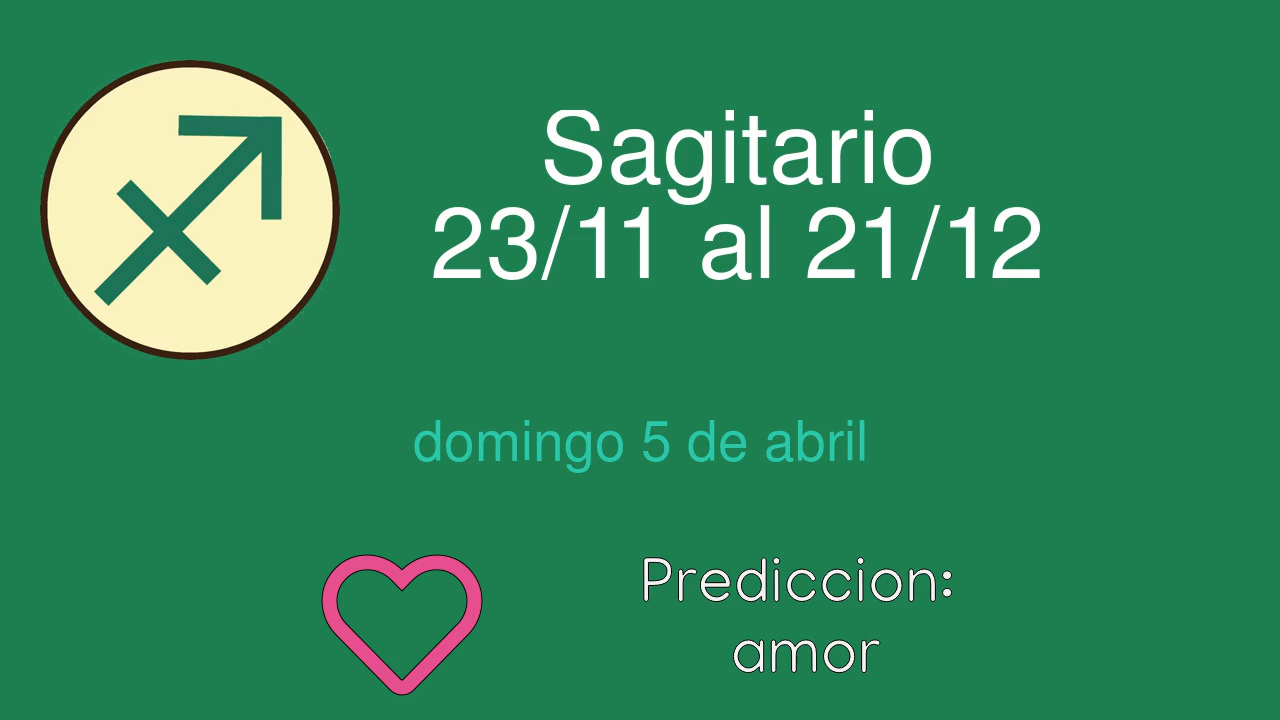 Sagitario
23/11 al 21/12
domingo 5 de abril
Prediccion:
amor